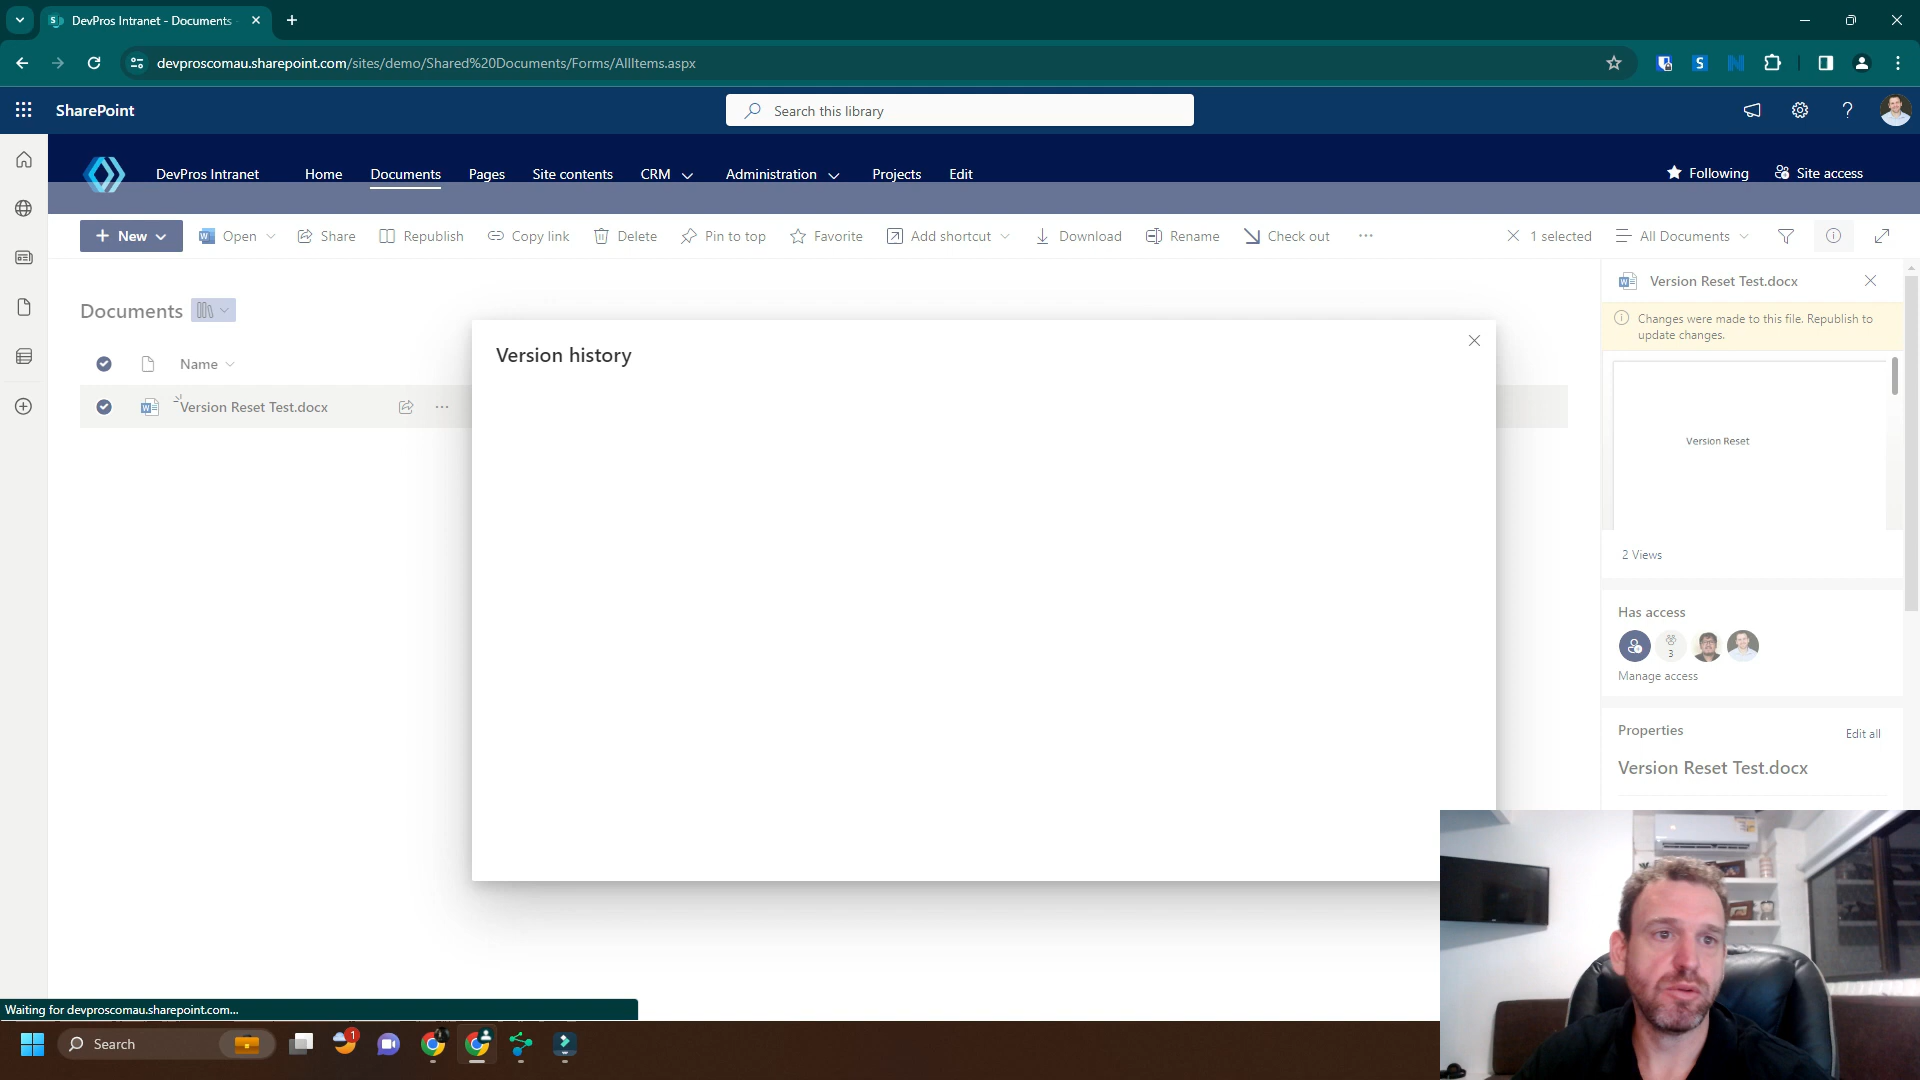 DevPros Intranet - Documents
devproscomau.sharepoint.com/sites/demo/Shared%20Documents/Forms/AllItems.aspx
SharePoint
Search this library
DevPros Intranet
Home
Documents
Pages
Site contents
CRM
Administration
Projects
Edit
Following
Site access
New
Open
Share
Republish
Copy link
Delete
Pin to top
Favorite
Add shortcut
Download
Rename
Check out
1 selected
All Documents
Documents
Name
Version Reset Test.docx
Version history
Version Reset Test.docx
Changes were made to this file. Republish to
update changes.
Version Reset
2 Views
Has access
3
Manage access
Properties
Edit all
Version Reset Test.docx
Waiting for devproscomau.sharepoint.com...
Search
1